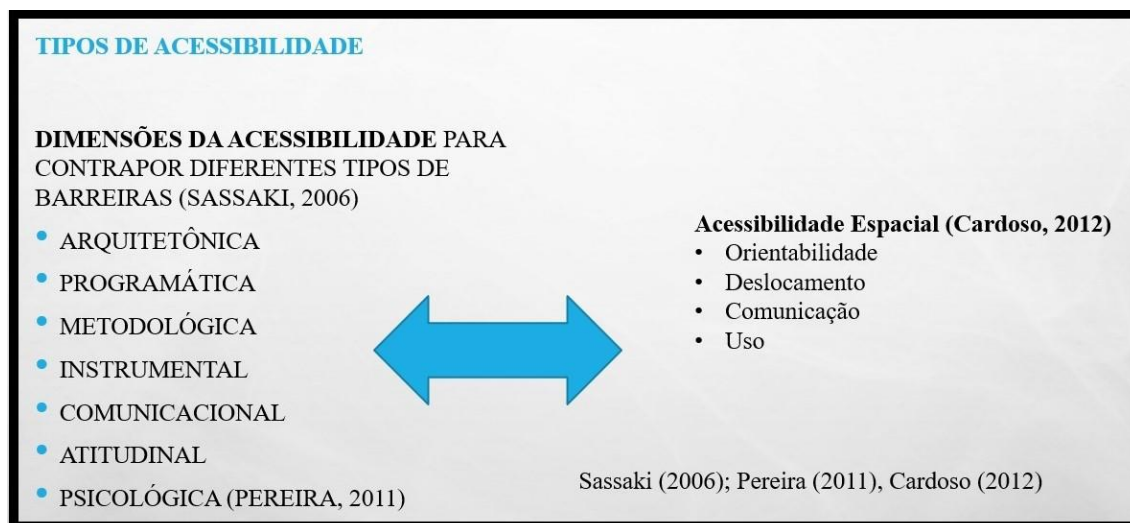 TIPOS DE ACESSIBILIDADE
DIMENSÕES DA ACESSIBILIDADE PARA
CONTRAPOR DIFERENTES TIPOS DE
BARREIRAS (SASSAKI, 2006)
• ARQUITETÔNICA
• PROGRAMÁTICA
• METODOLÓGICA
• INSTRUMENTAL
• COMUNICACIONAL
• ATITUDINAL
• PSICOLÓGICA (PEREIRA, 2011)
Acessibilidade Espacial (Cardoso, 2012)
• Orientabilidade
• Deslocamento
• Comunicação
• Uso
Sassaki (2006); Pereira (2011), Cardoso (2012)